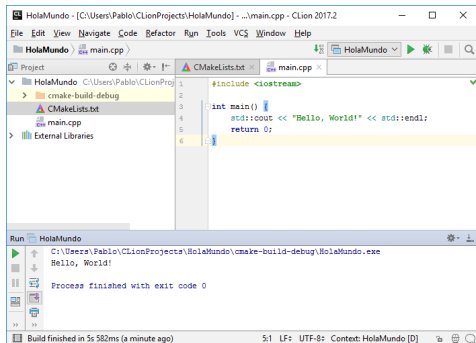 HolaMundo - [C:\Users\Pablo\CLionProjects\HolaMundo] - ...\main.cpp - CLion 2017.2
File Edit View Navigate Code Refactor Run Tools VCS Window Help
HolaMundo main.cpp HolaMundo
Project CMakeLists.txt main.cpp
HolaMundo C:\Users\Pablo\CLionProj
cmake-build-debug
CMakeLists.txt
main.cpp
External Libraries
1 #include <iostream>
2
3 int main() {
4 std::cout << "Hello, World!" << std::endl;
5 return 0;
6 }
Run HolaMundo
C:\Users\Pablo\CLionProjects\HolaMundo\cmake-build-debug\HolaMundo.exe
Hello, World!
Process finished with exit code 0
Build finished in 5s 582ms (a minute ago) 5:1 LF÷ UTF-8÷ Context: HolaMundo [D]